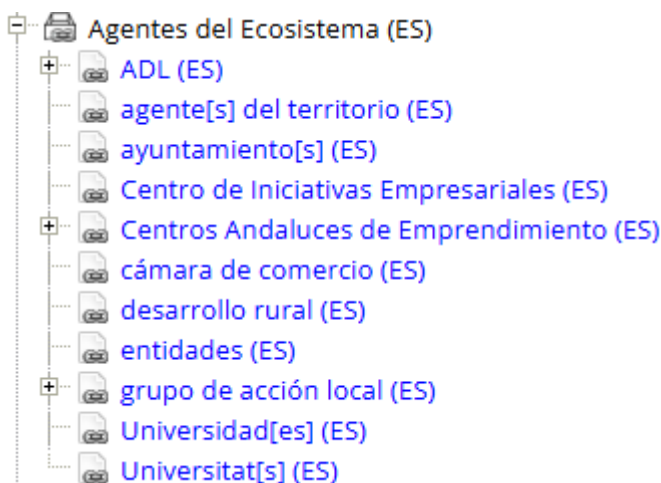 Agentes del Ecosistema (ES)
ADL (ES)
agente[s] del territorio (ES)
ayuntamiento[s] (ES)
Centro de Iniciativas Empresariales (ES)
Centros Andaluces de Emprendimiento (ES)
cámara de comercio (ES)
desarrollo rural (ES)
entidades (ES)
grupo de acción local (ES)
Universidad[es] (ES)
Universitat[s] (ES)